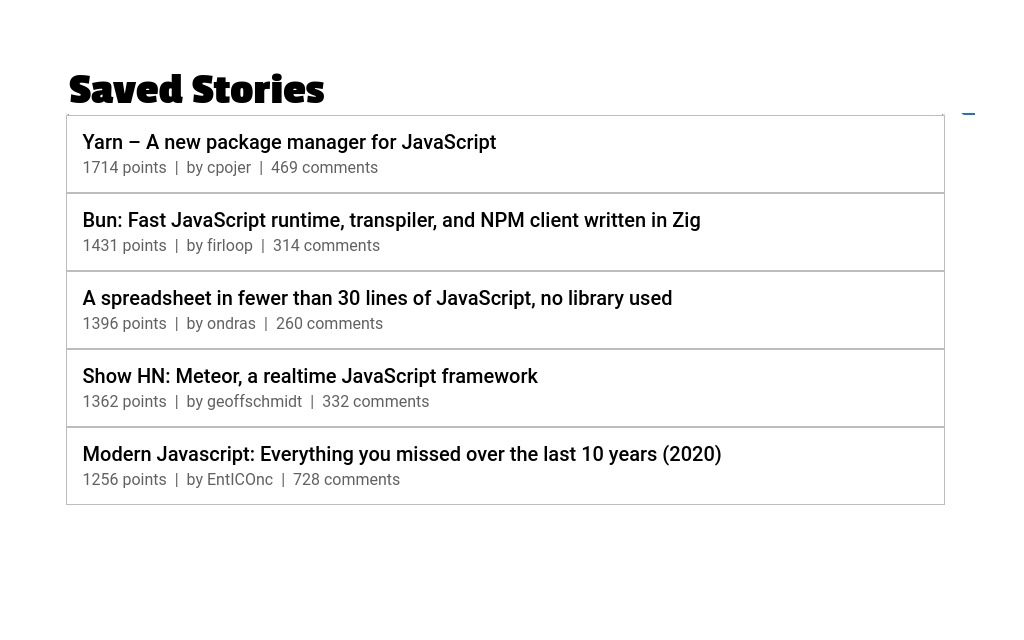 Saved Stories
Yarn – A new package manager for JavaScript
1714 points | by cpojer | 469 comments
Bun: Fast JavaScript runtime, transpiler, and NPM client written in Zig
1431 points | by firloop | 314 comments
A spreadsheet in fewer than 30 lines of JavaScript, no library used
1396 points | by ondras | 260 comments
Show HN: Meteor, a realtime JavaScript framework
1362 points | by geoffschmidt | 332 comments
Modern Javascript: Everything you missed over the last 10 years (2020)
1256 points | by EntICOnc | 728 comments